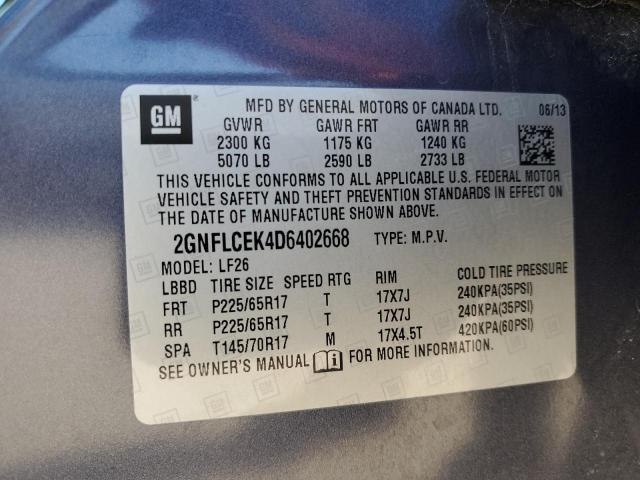 GM
MFD BY GENERAL MOTORS OF CANADA LTD. 06/13
GVWR GAWR FRT GAWR RR
2300 KG 1175 KG 1240 KG
5070 LB 2590 LB 2733 LB
THIS VEHICLE CONFORMS TO ALL APPLICABLE U.S. FEDERAL MOTOR
VEHICLE SAFETY AND THEFT PREVENTION STANDARDS IN EFFECT ON
THE DATE OF MANUFACTURE SHOWN ABOVE.
2GNFLCEK4D6402668 TYPE: M.P.V.
MODEL: LF26
LBBD TIRE SIZE SPEED RTG RIM COLD TIRE PRESSURE
FRT P225/65R17 T 17X7J 240KPA(35PSI)
RR P225/65R17 T 17X7J 240KPA(35PSI)
SPA T145/70R17 M 17X4.5T 420KPA(60PSI)
SEE OWNER'S MANUAL FOR MORE INFORMATION.